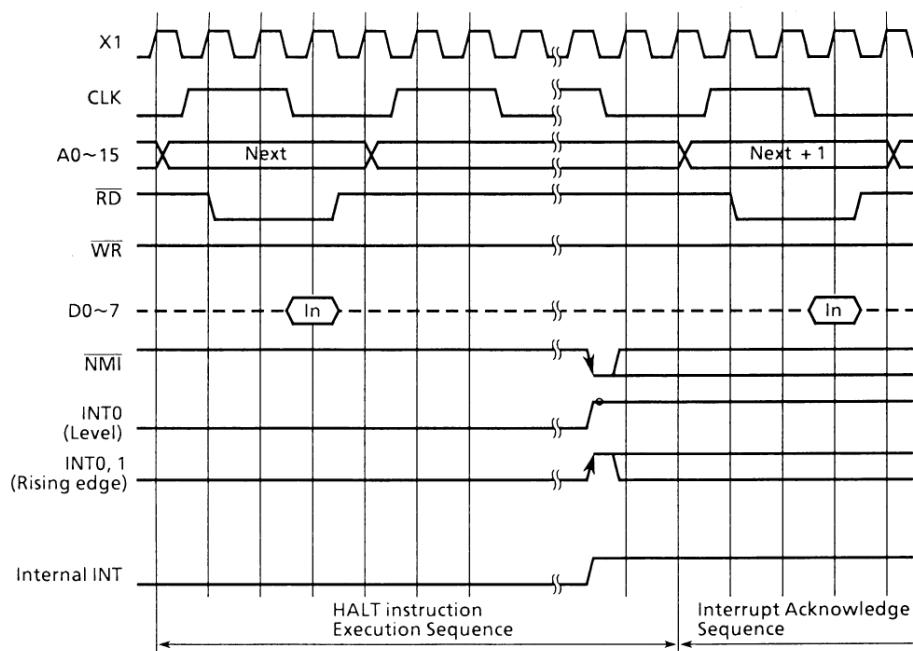 X1
CLK
A0~15
Next
Next + 1
RD
WR
D0~7
In
In
NMI
INT0
(Level)
INT0, 1
(Rising edge)
Internal INT
HALT instruction
Execution Sequence
Interrupt Acknowledge
Sequence